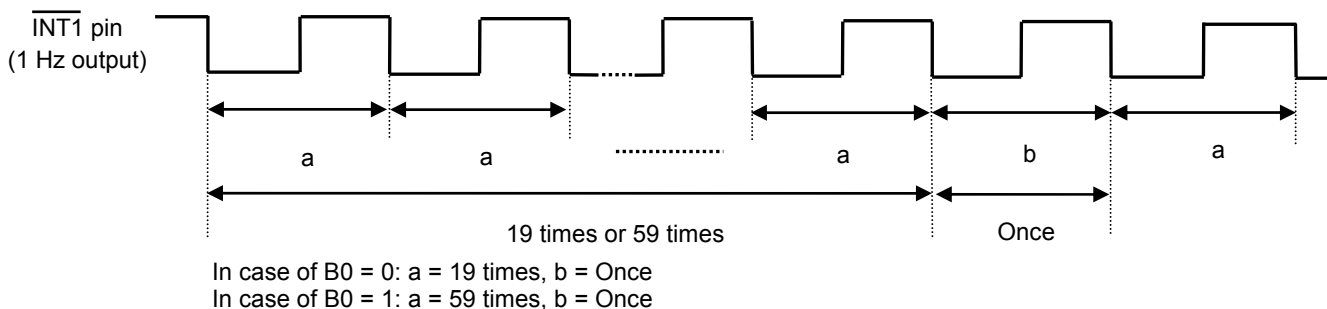 INT1 pin
(1 Hz output)
a
a
a
b
a
19 times or 59 times
Once
In case of B0 = 0: a = 19 times, b = Once
In case of B0 = 1: a = 59 times, b = Once